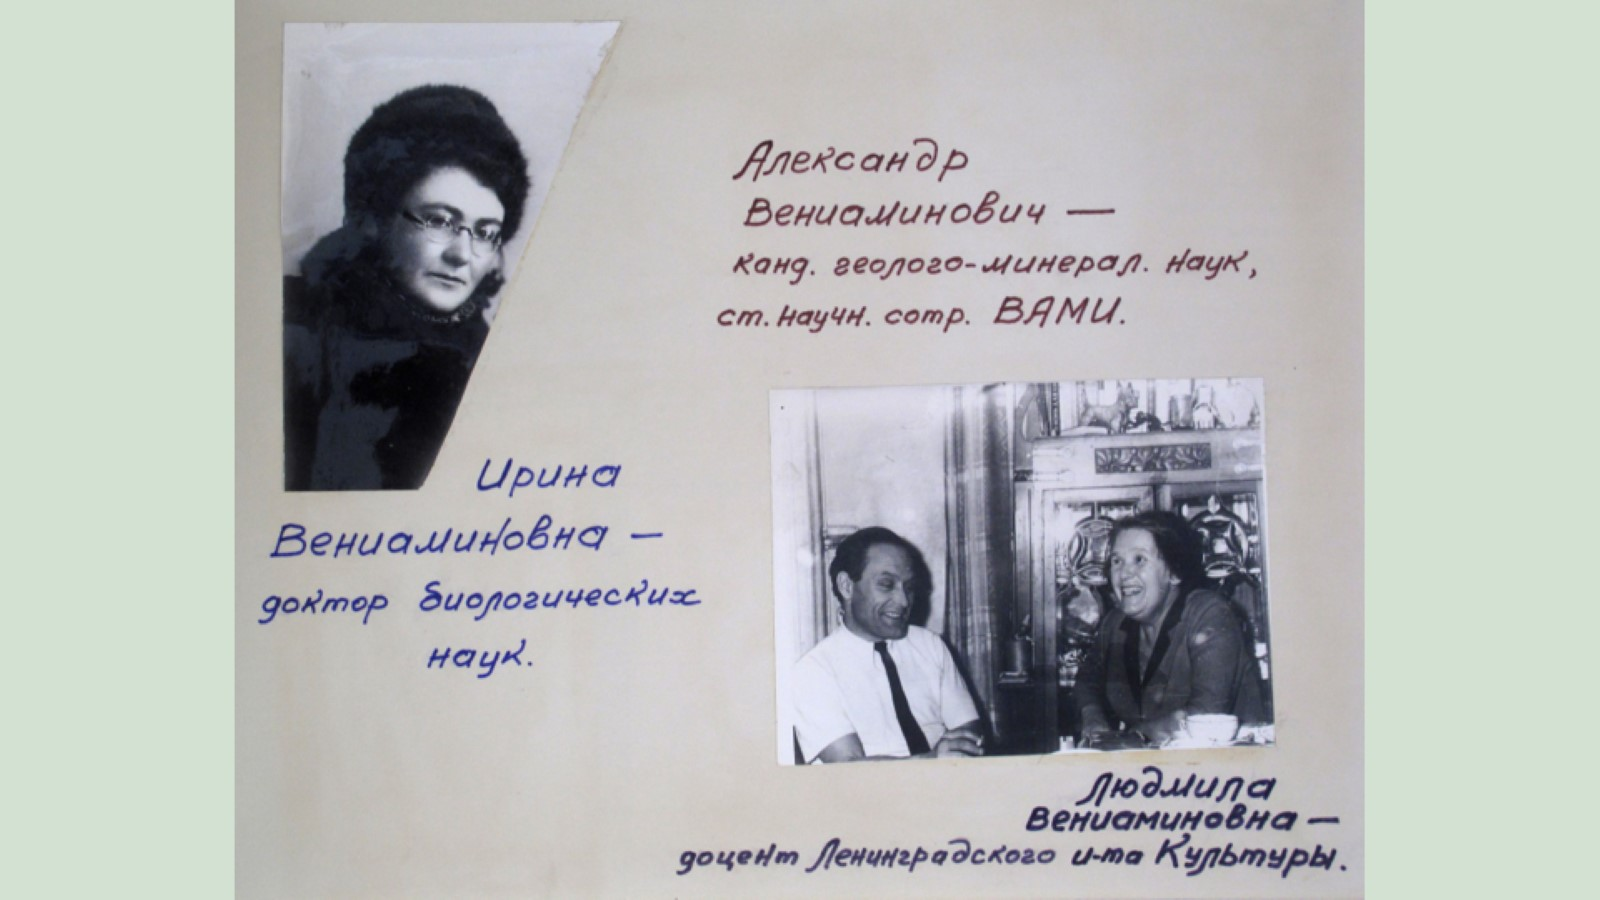 Александр
Вениаминович —
канд. геолого-минерал. наук,
ст. научн. сотр. ВАМИ.
Ирина
Вениаминовна —
доктор биологических
наук.
Людмила
Вениаминовна —
доцент Ленинградского и-та Культуры.